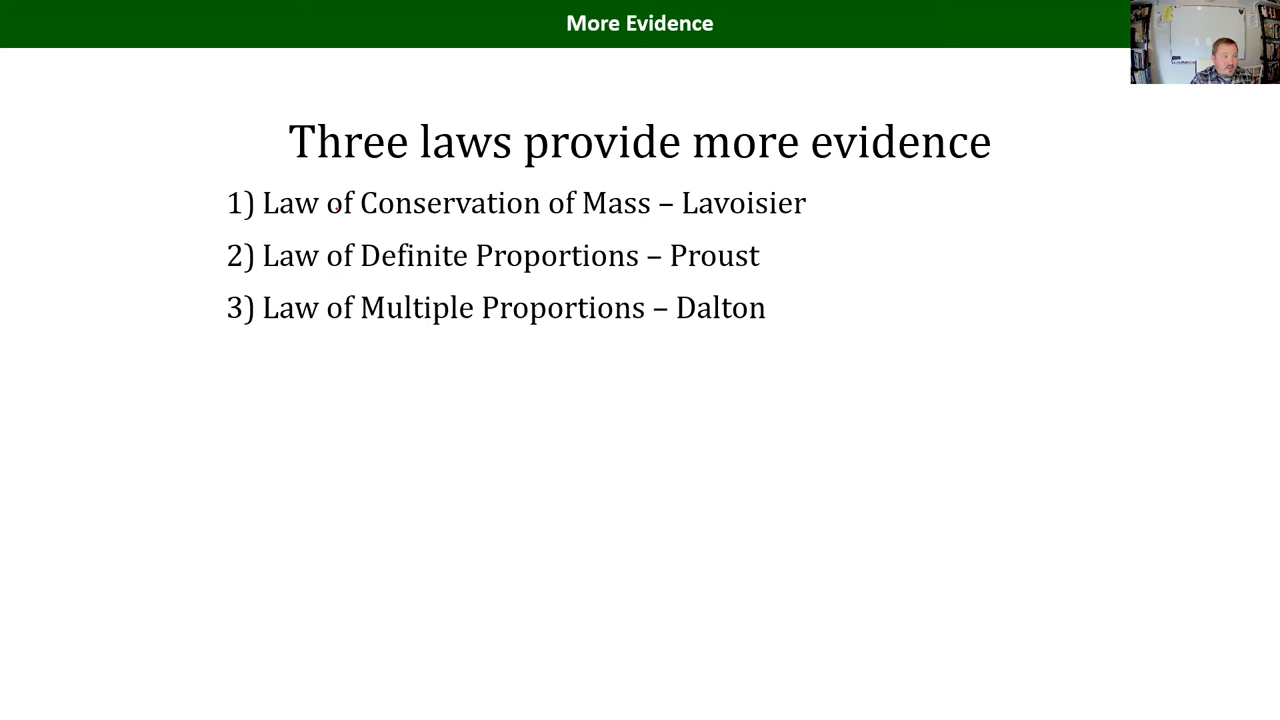 More Evidence
Three laws provide more evidence
1) Law of Conservation of Mass – Lavoisier
2) Law of Definite Proportions – Proust
3) Law of Multiple Proportions – Dalton